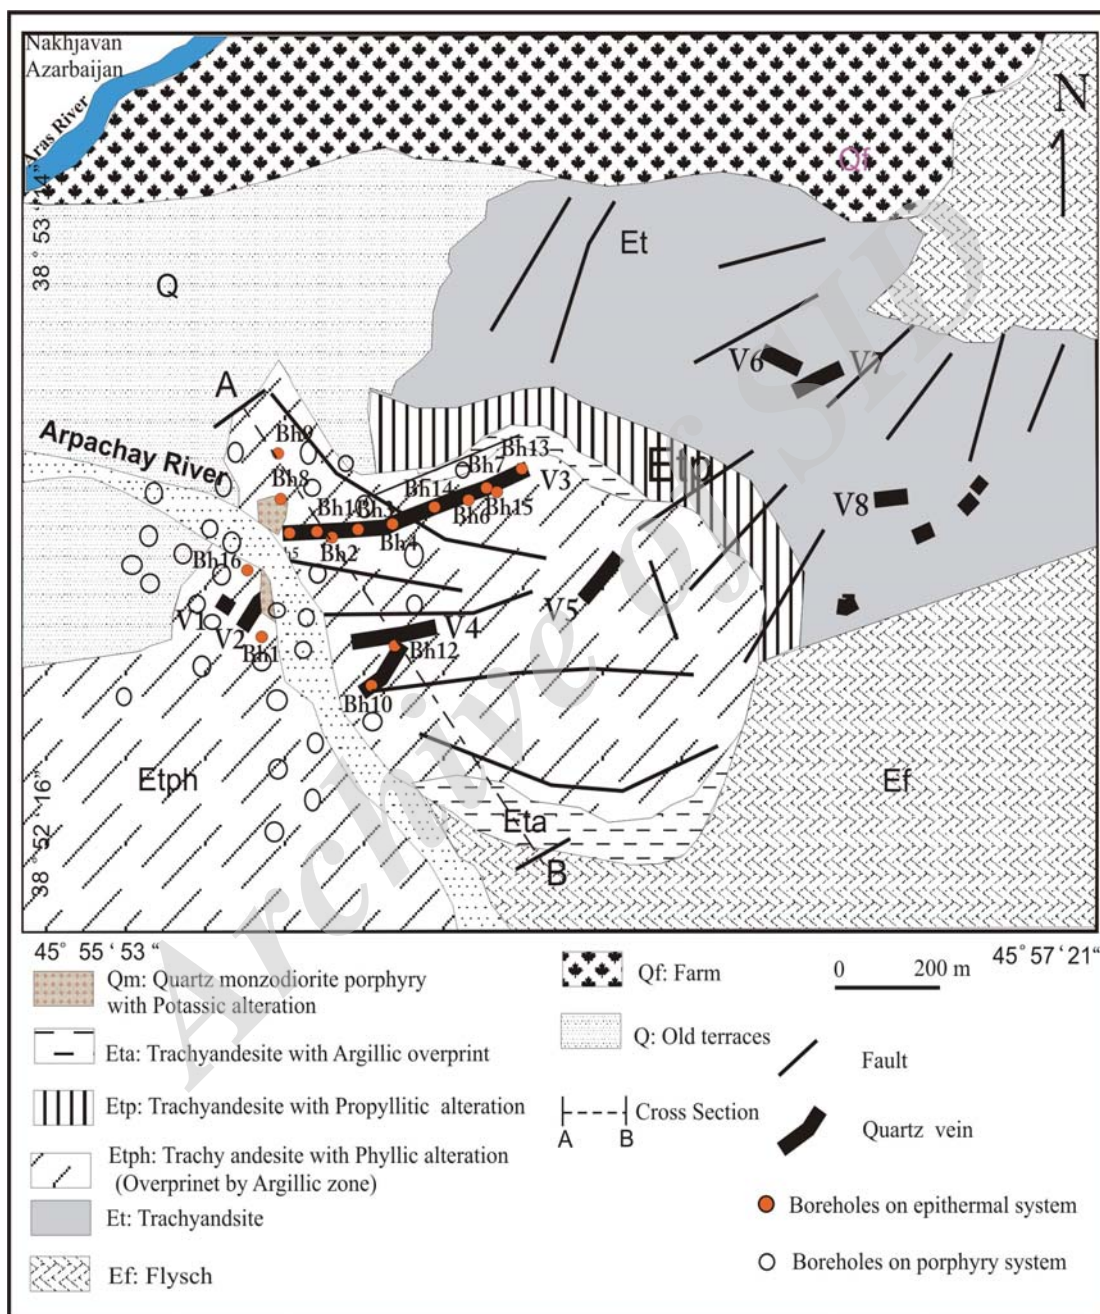 Nakhjavan
Azarbaijan
Aras River
N
Qf
38° 53 ' 14”
Et
Q
A
V6
V7
Arpachay River
Bh9
Bh13
Bh7
V3
Bh8
Bh14
Etp
Bh15
Bh6
V8
Bh4
Bh2
Bh16
V5
V1
V2
V4
Bh1
Bh12
Bh10
Etph
Ef
38 ° 52 ' 16”
Eta
B
45° 55 ' 53 “
45° 57 ' 21“
Qm: Quartz monzodiorite porphyry
with Potassic alteration
Eta: Trachyandesite with Argillic overprint
Etp: Trachyandesite with Propyllitic alteration
Etph: Trachy andesite with Phyllic alteration
(Overprinet by Argillic zone)
Et: Trachyandsite
Ef: Flysch
Qf: Farm
Q: Old terraces
Cross Section
A B
0 200 m
Fault
Quartz vein
Boreholes on epithermal system
Boreholes on porphyry system
Archive of SID